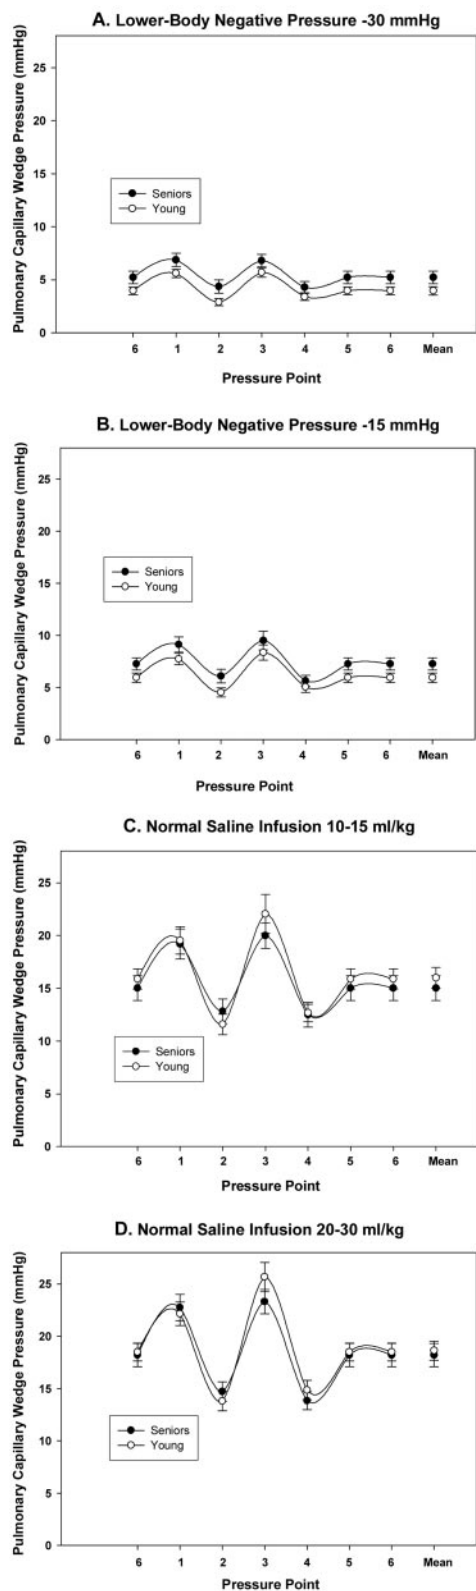 A. Lower-Body Negative Pressure -30 mmHg
Pulmonary Capillary Wedge Pressure (mmHg)
25
20
15
10
5
0
Seniors
Young
6 1 2 3 4 5 6 Mean
Pressure Point
B. Lower-Body Negative Pressure -15 mmHg
Pulmonary Capillary Wedge Pressure (mmHg)
25
20
15
10
5
0
Seniors
Young
6 1 2 3 4 5 6 Mean
Pressure Point
C. Normal Saline Infusion 10-15 ml/kg
Pulmonary Capillary Wedge Pressure (mmHg)
25
20
15
10
5
0
Seniors
Young
6 1 2 3 4 5 6 Mean
Pressure Point
D. Normal Saline Infusion 20-30 ml/kg
Pulmonary Capillary Wedge Pressure (mmHg)
25
20
15
10
5
0
Seniors
Young
6 1 2 3 4 5 6 Mean
Pressure Point